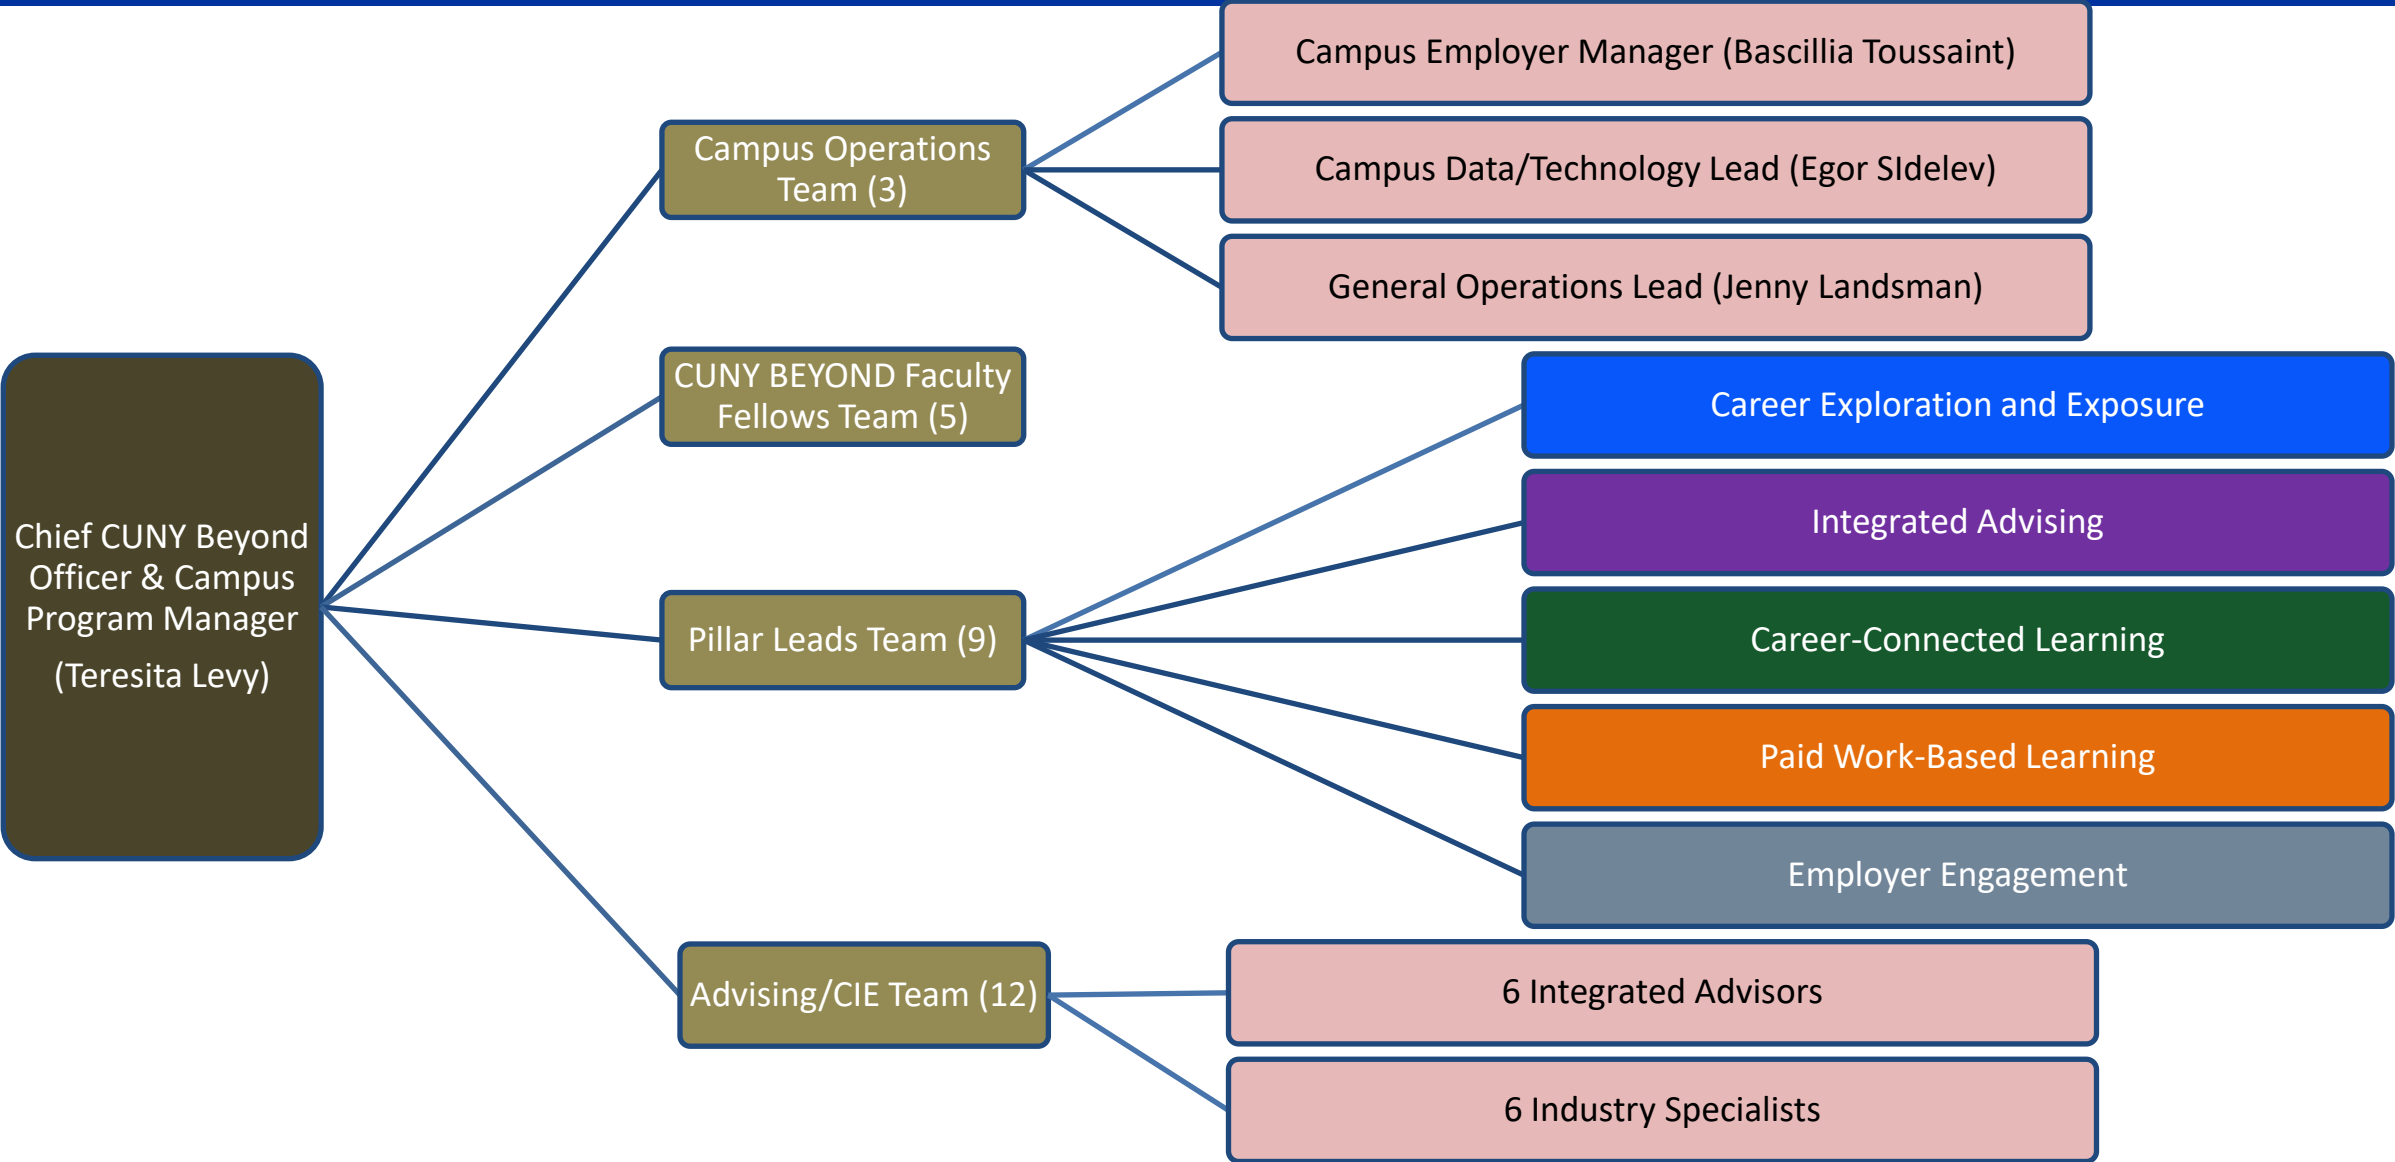 Campus Employer Manager (Bascillia Toussaint)
Campus Operations
Team (3)
Campus Data/Technology Lead (Egor SIdelev)
General Operations Lead (Jenny Landsman)
CUNY BEYOND Faculty
Fellows Team (5)
Career Exploration and Exposure
Integrated Advising
Chief CUNY Beyond
Officer & Campus
Program Manager
(Teresita Levy)
Pillar Leads Team (9)
Career-Connected Learning
Paid Work-Based Learning
Employer Engagement
Advising/CIE Team (12)
6 Integrated Advisors
6 Industry Specialists